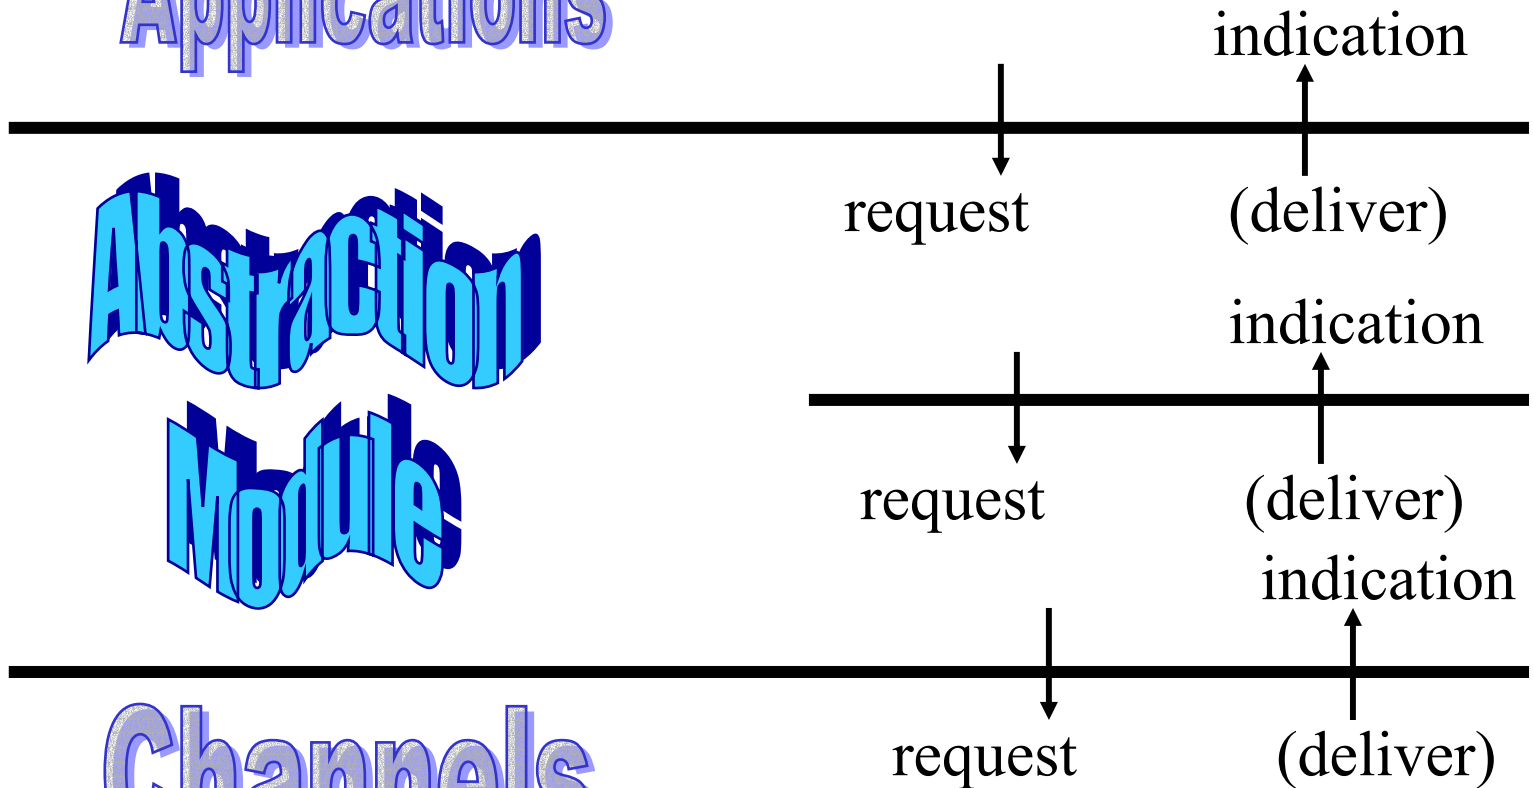 Applications
indication
request (deliver)
Abstraction
indication
Module
request (deliver)
indication
Channels
request (deliver)